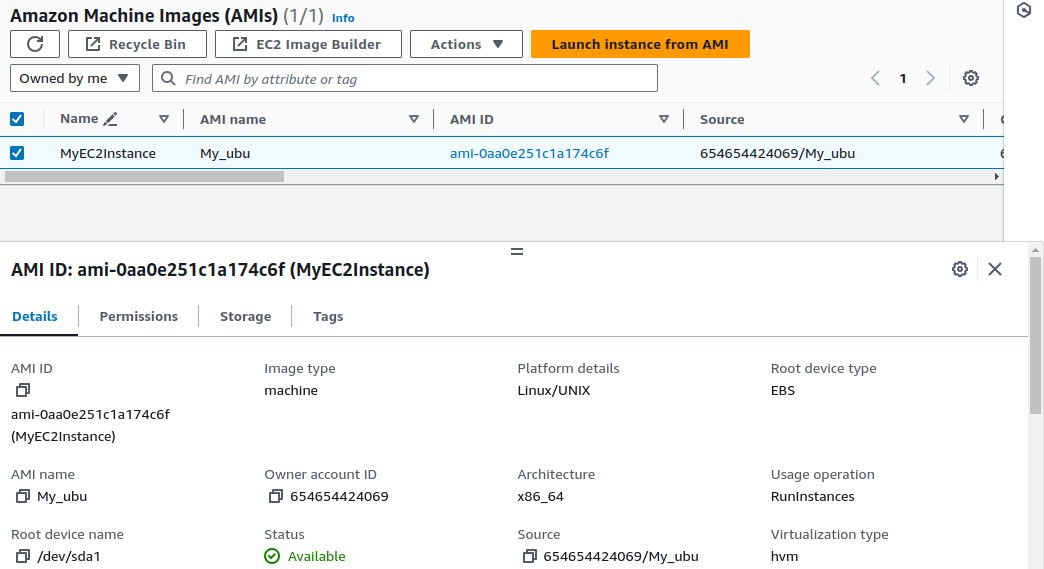 Amazon Machine Images (AMIs) (1/1) Info
Recycle Bin EC2 Image Builder Actions Launch instance from AMI
Owned by me Find AMI by attribute or tag 1
Name AMI name AMI ID Source
MyEC2Instance My_ubu ami-0aa0e251c1a174c6f 654654424069/My_ubu
AMI ID: ami-0aa0e251c1a174c6f (MyEC2Instance)
Details Permissions Storage Tags
AMI ID Image type Platform details Root device type
machine Linux/UNIX EBS
ami-0aa0e251c1a174c6f
(MyEC2Instance)
AMI name Owner account ID Architecture Usage operation
My_ubu 654654424069 x86_64 RunInstances
Root device name Status Source Virtualization type
/dev/sda1 Available 654654424069/My_ubu hvm